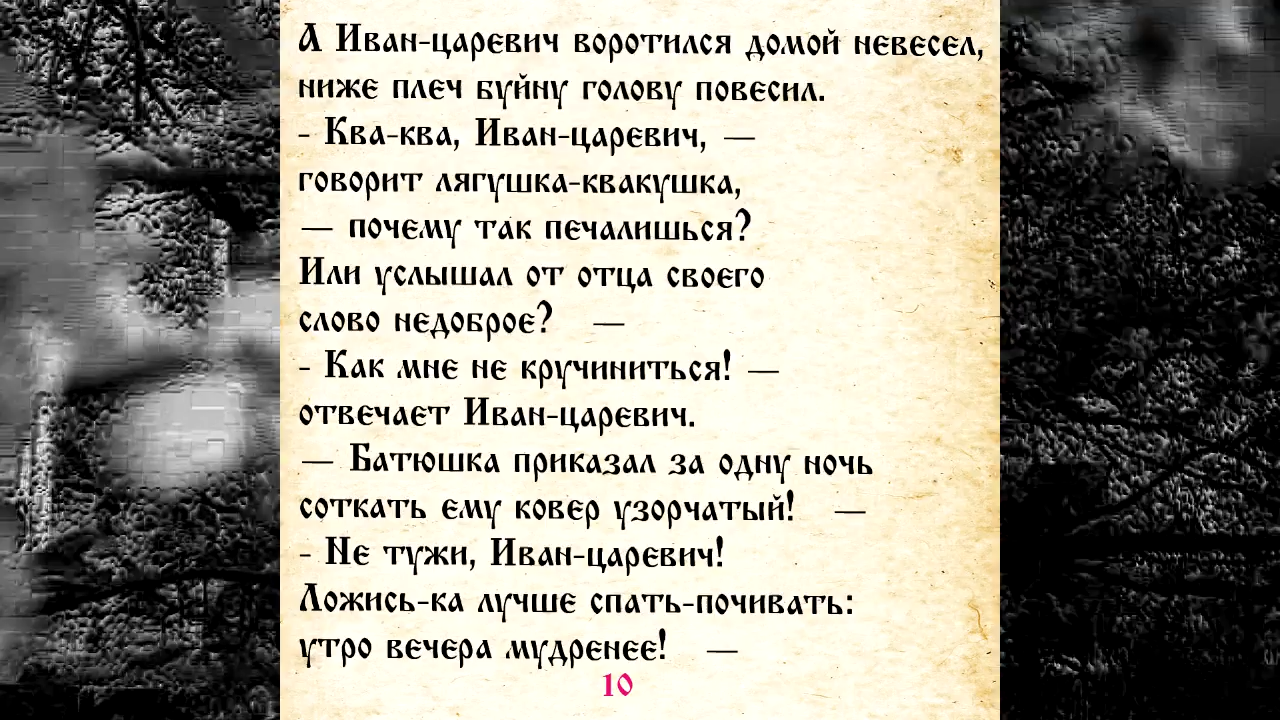 А Иван-царевич воротился домой невесел,
ниже плеч буйну голову повесил.
- Ква-ква, Иван-царевич, —
говорит лягушка-квакушка,
— почему так печалишься?
Или услышал от отца своего
слово недоброе? —
- Как мне не кручиниться! —
отвечает Иван-царевич.
— Батюшка приказал за одну ночь
соткать ему ковер узорчатый! —
- Не тужи, Иван-царевич!
Ложись-ка лучше спать-почивать:
утро вечера мудренее! —
10